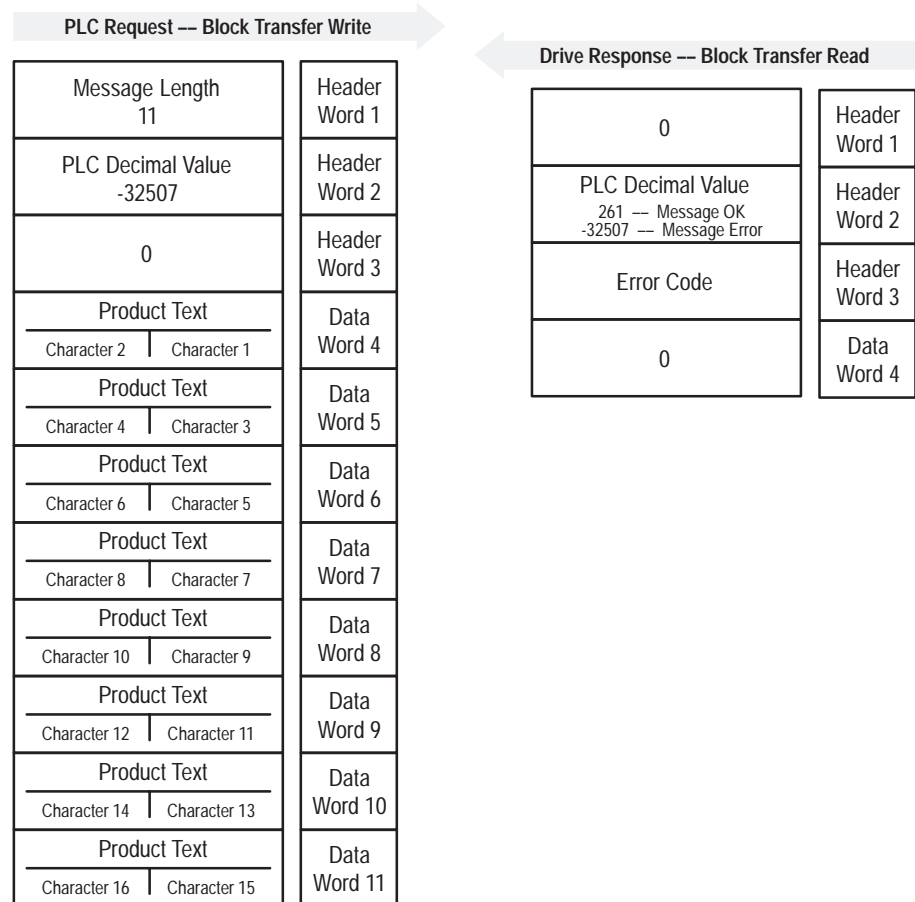 PLC Request –– Block Transfer Write
Message Length
11
Header
Word 1
PLC Decimal Value
-32507
Header
Word 2
0
Header
Word 3
Product Text
Character 2 Character 1
Data
Word 4
Product Text
Character 4 Character 3
Data
Word 5
Product Text
Character 6 Character 5
Data
Word 6
Product Text
Character 8 Character 7
Data
Word 7
Product Text
Character 10 Character 9
Data
Word 8
Product Text
Character 12 Character 11
Data
Word 9
Product Text
Character 14 Character 13
Data
Word 10
Product Text
Character 16 Character 15
Data
Word 11
Drive Response –– Block Transfer Read
0
Header
Word 1
PLC Decimal Value
261 –– Message OK
-32507 –– Message Error
Header
Word 2
Error Code
Header
Word 3
0
Data
Word 4